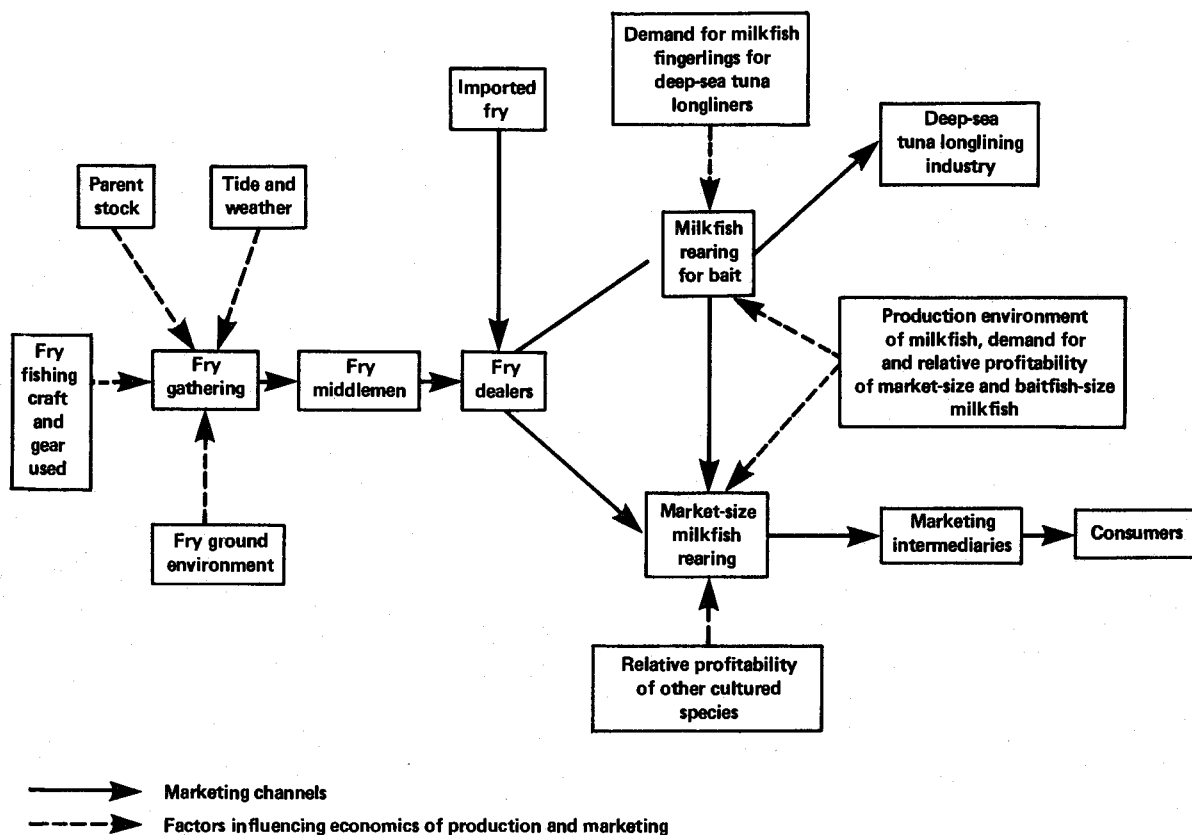 Demand for milkfish
fingerlings for
deep-sea tuna
longliners
Imported
fry
Deep-sea
tuna longlining
industry
Parent
stock
Tide and
weather
Milkfish
rearing
for bait
Production environment
of milkfish, demand for
and relative profitability
of market-size and baitfish-size
milkfish
Fry
fishing
craft
and
gear
used
Fry
gathering
Fry
middlemen
Fry
dealers
Market-size
milkfish
rearing
Marketing
intermediaries
Consumers
Fry ground
environment
Relative profitability
of other cultured
species
Marketing channels
Factors influencing economics of production and marketing